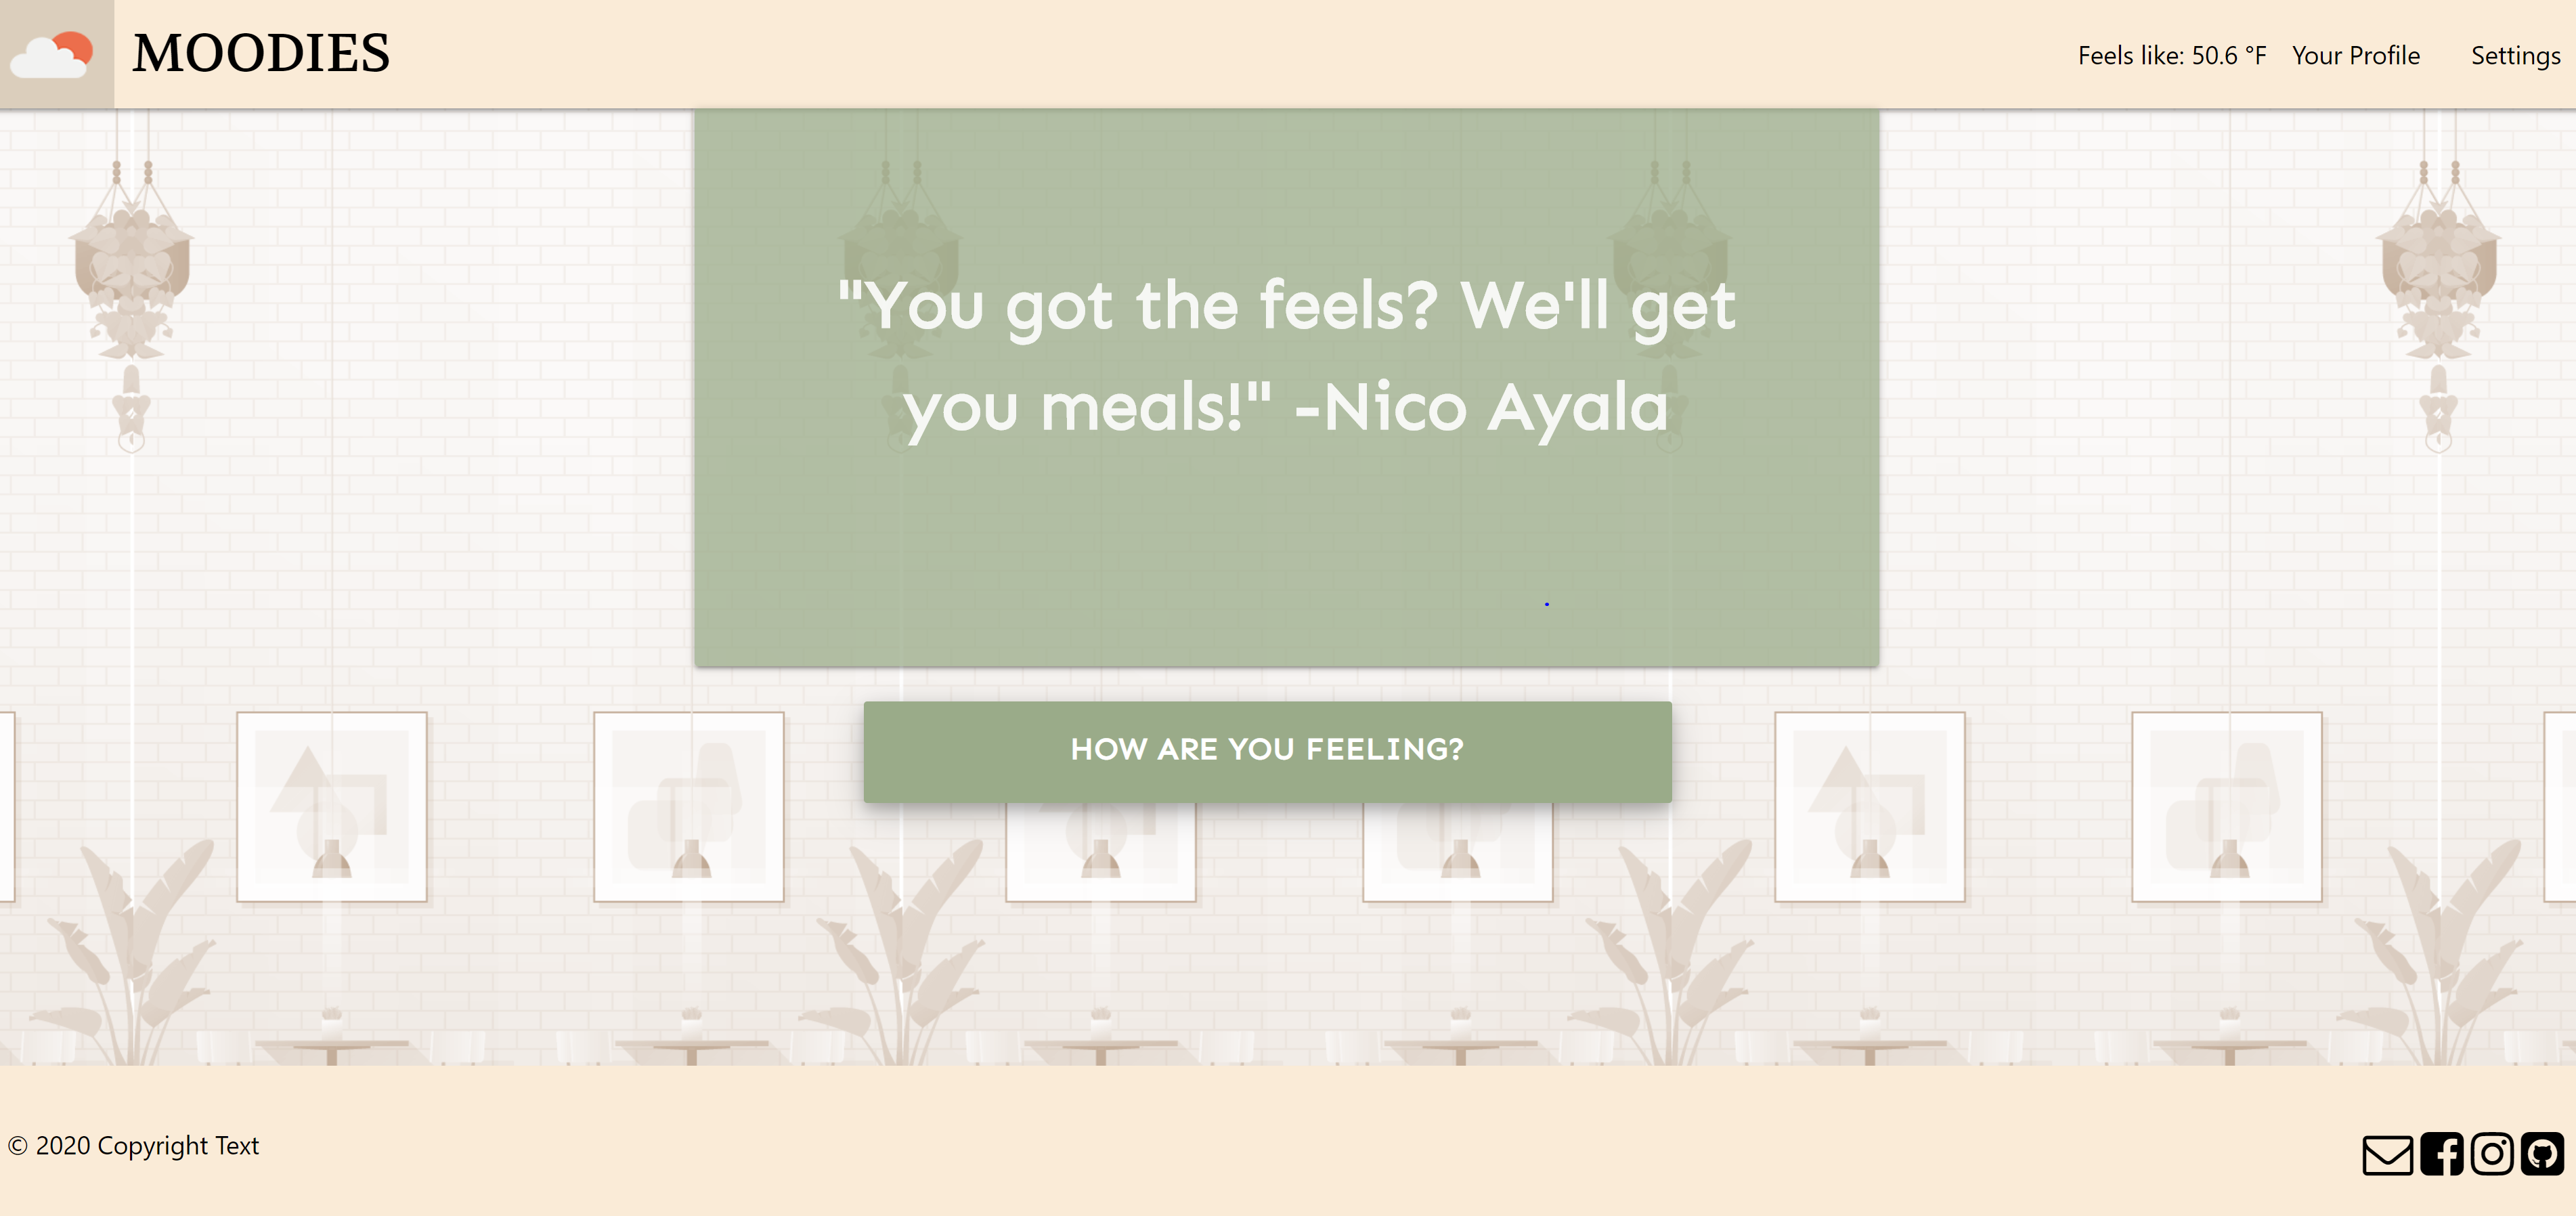 MOODIES
Feels like: 50.6 °F Your Profile Settings
"You got the feels? We'll get
you meals!" -Nico Ayala
HOW ARE YOU FEELING?
© 2020 Copyright Text